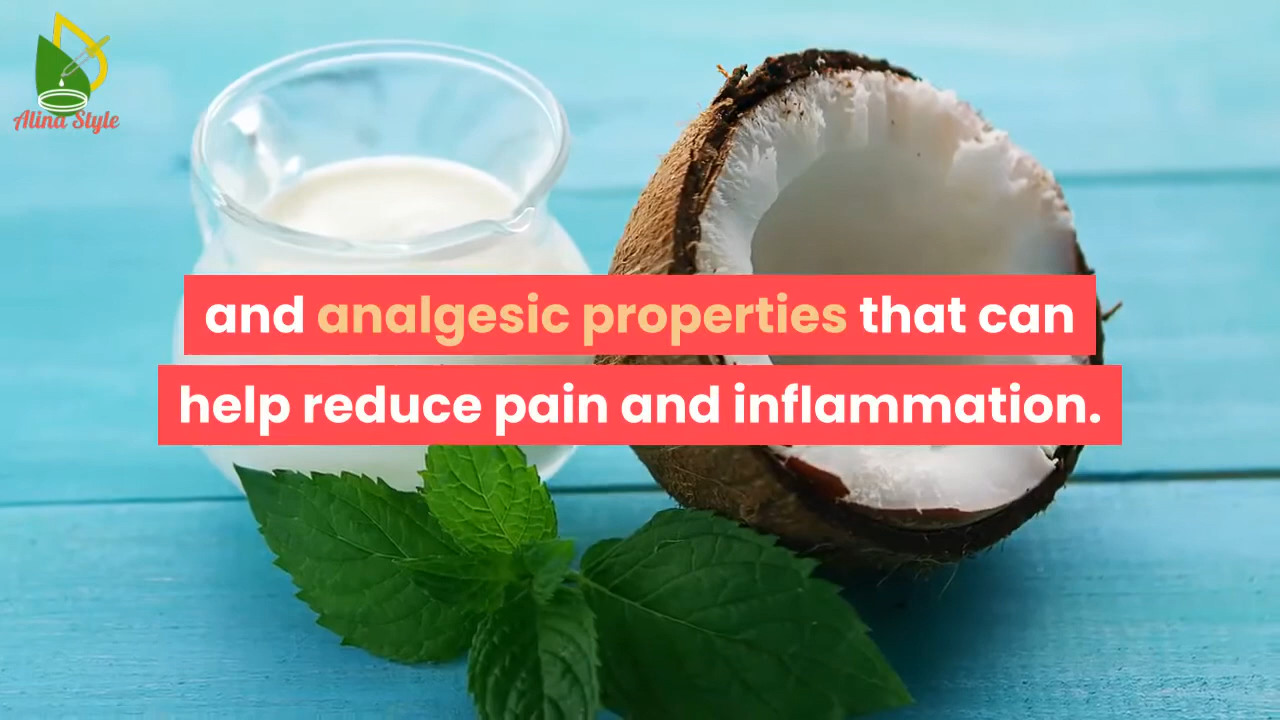 Alina Style
and analgesic properties that can
help reduce pain and inflammation.